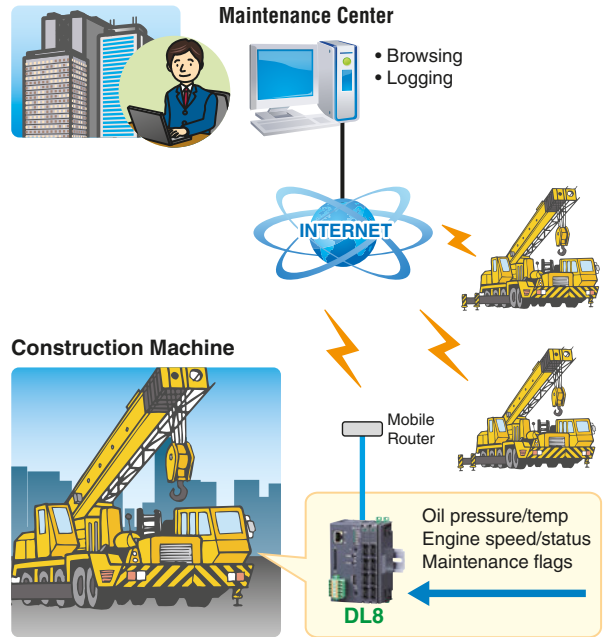 Maintenance Center
• Browsing
• Logging
INTERNET
Construction Machine
Mobile
Router
Oil pressure/temp
Engine speed/status
Maintenance flags
DL8